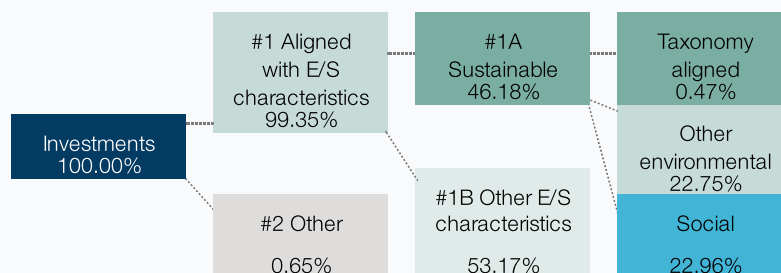 Investments
100.00%
#1 Aligned
with E/S
characteristics
99.35%
#2 Other
0.65%
#1A
Sustainable
46.18%
#1B Other E/S
characteristics
53.17%
Taxonomy
aligned
0.47%
Other
environmental
22.75%
Social
22.96%